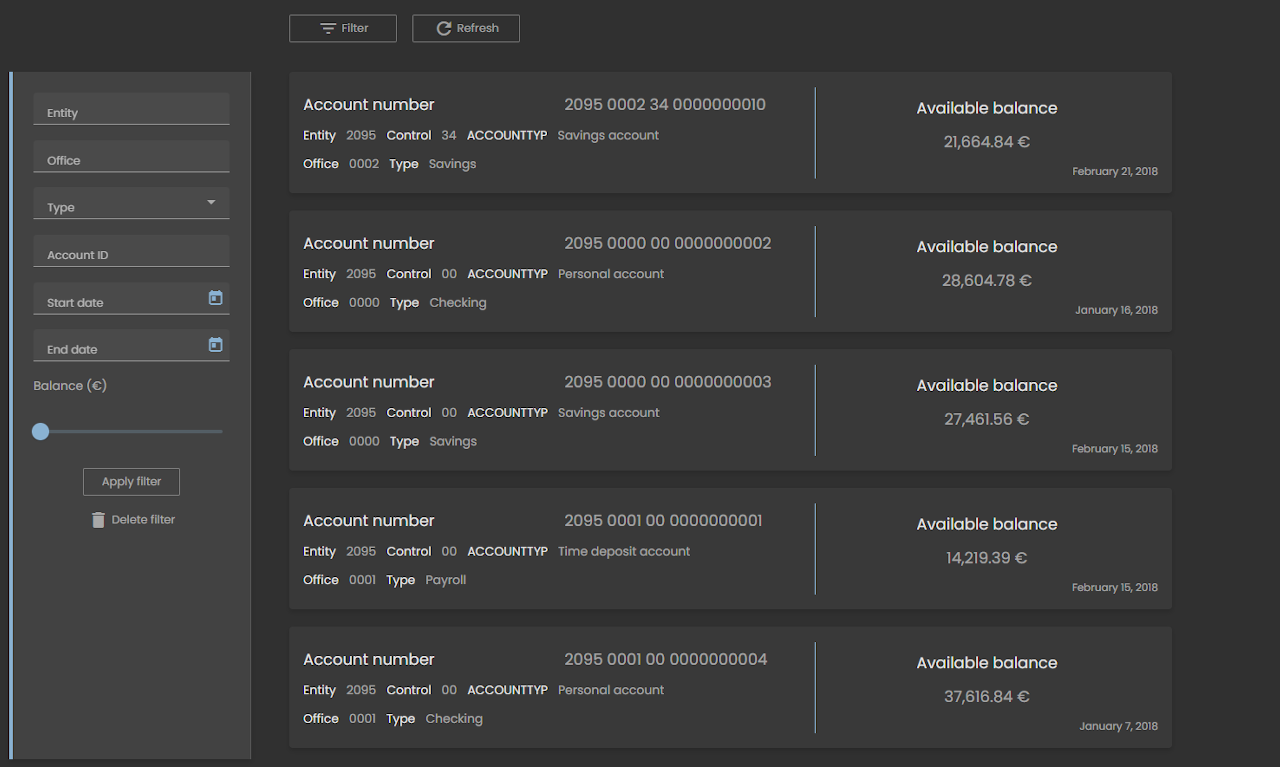 Filter Refresh
Entity
Office
Type
Account ID
Start date
End date
Balance (€)
Apply filter
Delete filter
Account number 2095 0002 34 0000000010
Entity 2095 Control 34 ACCOUNTTYP Savings account
Office 0002 Type Savings
Available balance
21,664.84 €
February 21, 2018
Account number 2095 0000 00 0000000002
Entity 2095 Control 00 ACCOUNTTYP Personal account
Office 0000 Type Checking
Available balance
28,604.78 €
January 16, 2018
Account number 2095 0000 00 0000000003
Entity 2095 Control 00 ACCOUNTTYP Savings account
Office 0000 Type Savings
Available balance
27,461.56 €
February 15, 2018
Account number 2095 0001 00 0000000001
Entity 2095 Control 00 ACCOUNTTYP Time deposit account
Office 0001 Type Payroll
Available balance
14,219.39 €
February 15, 2018
Account number 2095 0001 00 0000000004
Entity 2095 Control 00 ACCOUNTTYP Personal account
Office 0001 Type Checking
Available balance
37,616.84 €
January 7, 2018